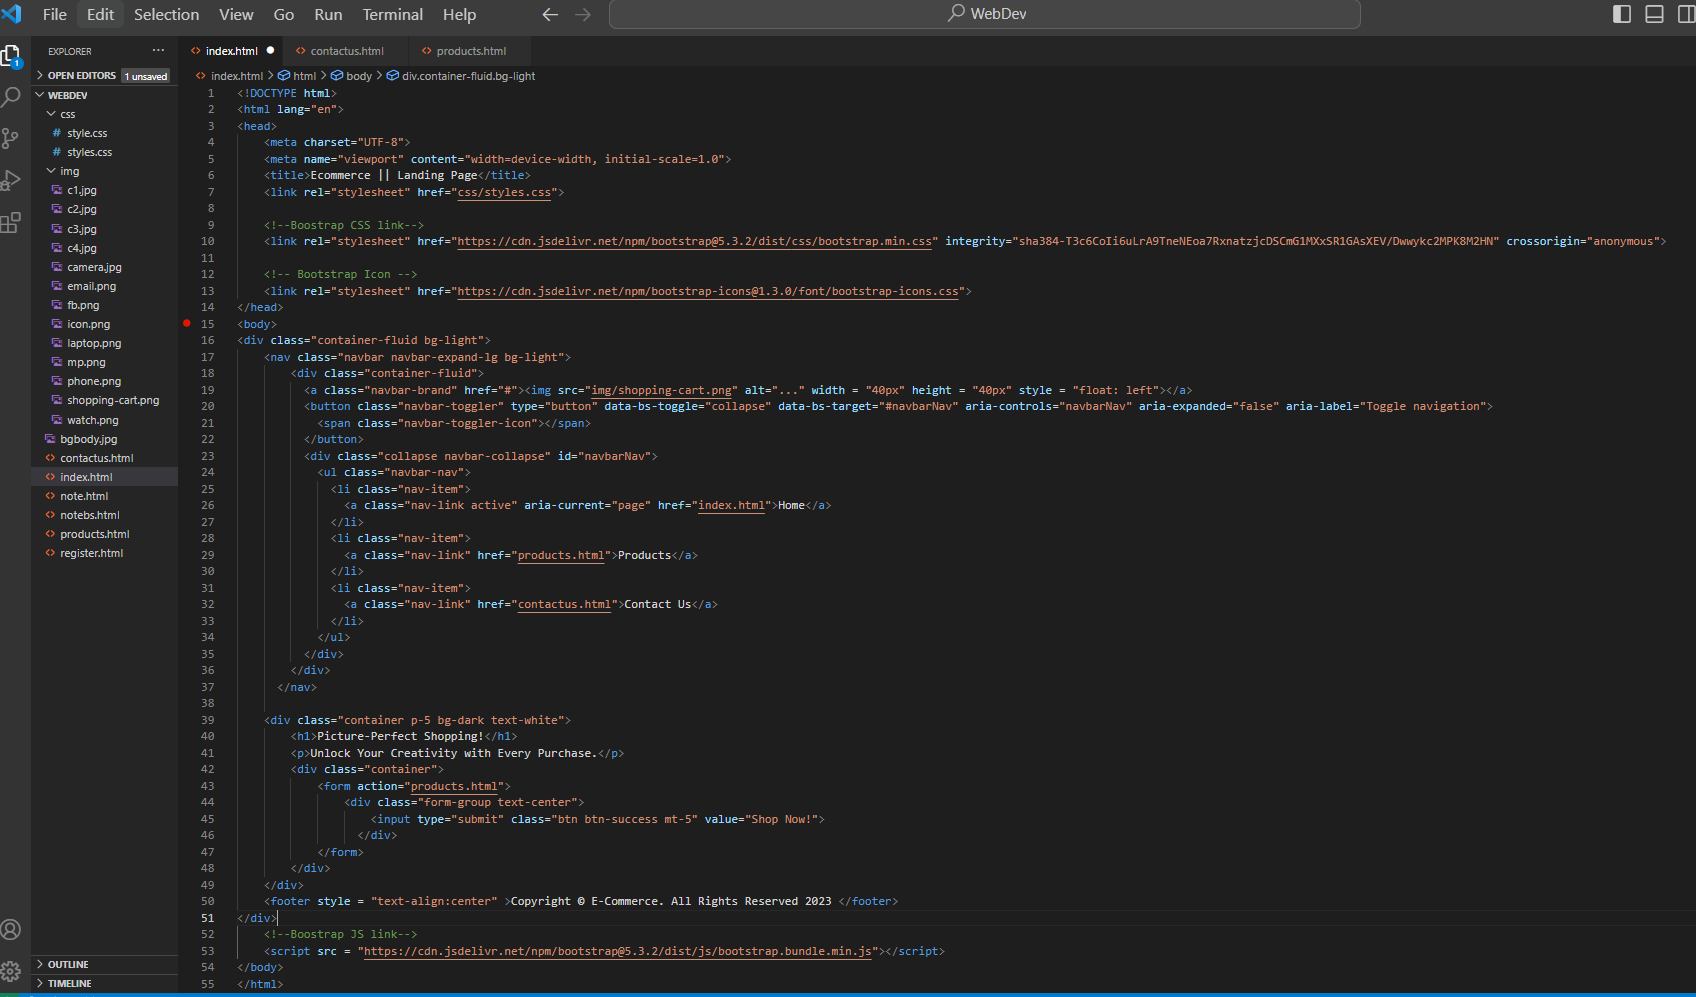 File Edit Selection View Go Run Terminal Help
WebDev
EXPLORER
index.html contactus.html products.html
OPEN EDITORS 1 unsaved
WEBDEV
css
style.css
styles.css
img
c1.jpg
c2.jpg
c3.jpg
c4.jpg
camera.jpg
email.png
fb.png
icon.png
laptop.png
mp.png
phone.png
shopping-cart.png
watch.png
bgbody.jpg
contactus.html
index.html
note.html
notebs.html
products.html
register.html
OUTLINE
TIMELINE
1
index.html > html > body > div.container-fluid.bg-light
1 <!DOCTYPE html>
2 <html lang="en">
3 <head>
4 <meta charset="UTF-8">
5 <meta name="viewport" content="width=device-width, initial-scale=1.0">
6 <title>Ecommerce || Landing Page</title>
7 <link rel="stylesheet" href="css/styles.css">
8
9 <!--Boostrap CSS link-->
10 <link rel="stylesheet" href="https://cdn.jsdelivr.net/npm/bootstrap@5.3.2/dist/css/bootstrap.min.css" integrity="sha384-T3c6CoIi6uLrA9TneNEoa7RxnatzjcDSCmG1MXxSR1GAsXEV/Dwwykc2MPK8M2HN" crossorigin="anonymous">
11
12 <!-- Bootstrap Icon -->
13 <link rel="stylesheet" href="https://cdn.jsdelivr.net/npm/bootstrap-icons@1.3.0/font/bootstrap-icons.css">
14 </head>
15 <body>
16 <div class="container-fluid bg-light">
17 <nav class="navbar navbar-expand-lg bg-light">
18 <div class="container-fluid">
19 <a class="navbar-brand" href="#"><img src="img/shopping-cart.png" alt="..." width = "40px" height = "40px" style = "float: left"></a>
20 <button class="navbar-toggler" type="button" data-bs-toggle="collapse" data-bs-target="#navbarNav" aria-controls="navbarNav" aria-expanded="false" aria-label="Toggle navigation">
21 <span class="navbar-toggler-icon"></span>
22 </button>
23 <div class="collapse navbar-collapse" id="navbarNav">
24 <ul class="navbar-nav">
25 <li class="nav-item">
26 <a class="nav-link active" aria-current="page" href="index.html">Home</a>
27 </li>
28 <li class="nav-item">
29 <a class="nav-link" href="products.html">Products</a>
30 </li>
31 <li class="nav-item">
32 <a class="nav-link" href="contactus.html">Contact Us</a>
33 </li>
34 </ul>
35 </div>
36 </div>
37 </nav>
38
39 <div class="container p-5 bg-dark text-white">
40 <h1>Picture-Perfect Shopping!</h1>
41 <p>Unlock Your Creativity with Every Purchase.</p>
42 <div class="container">
43 <form action="products.html">
44 <div class="form-group text-center">
45 <input type="submit" class="btn btn-success mt-5" value="Shop Now!">
46 </div>
47 </form>
48 </div>
49 </div>
50 <footer style = "text-align:center" >Copyright © E-Commerce. All Rights Reserved 2023 </footer>
51 </div>
52 <!--Boostrap JS link-->
53 <script src = "https://cdn.jsdelivr.net/npm/bootstrap@5.3.2/dist/js/bootstrap.bundle.min.js"></script>
54 </body>
55 </html>